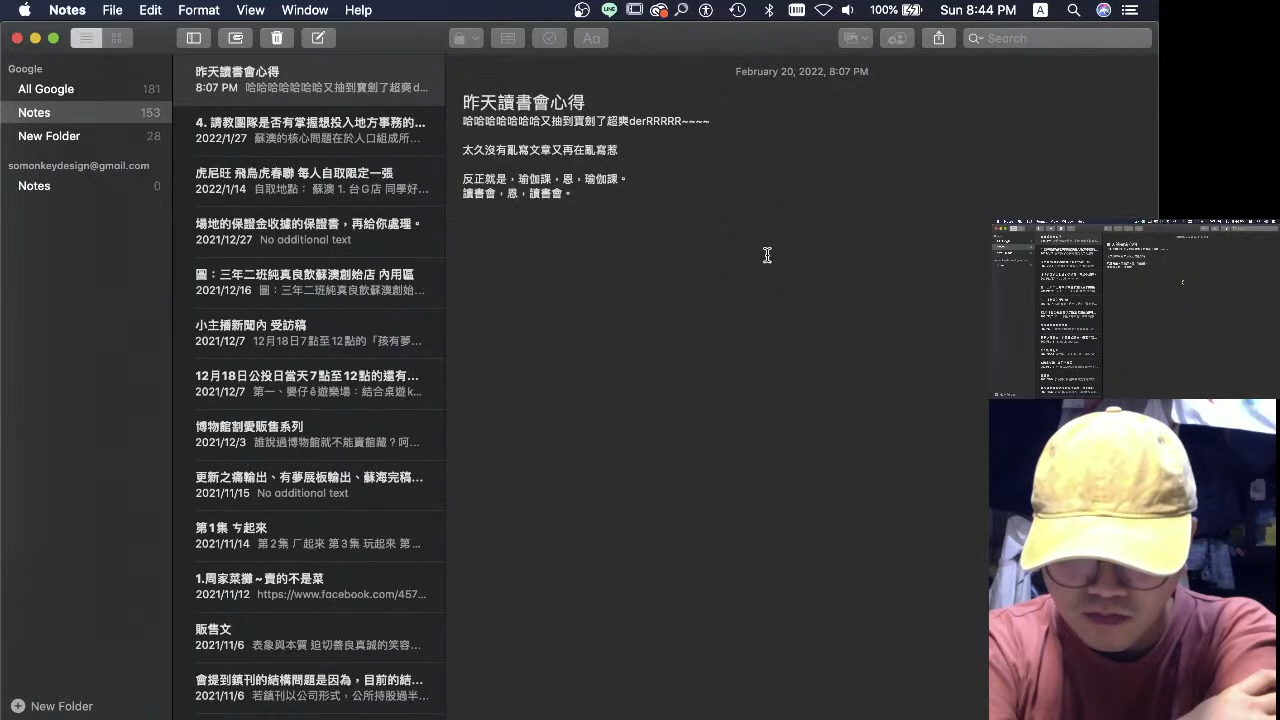 Notes File Edit Format View Window Help
100% Sun 8:44 PM A
Aa
Search
Google
All Google 181
Notes 153
New Folder 28
somonkeydesign@gmail.com
Notes 0
New Folder
昨天讀書會心得
8:07 PM 哈哈哈哈哈哈又抽到寶劍了超爽d...
4. 請教團隊是否有掌握想投入地方事務的...
2022/1/27 蘇澳的核心問題在於人口組成所...
虎尼旺 飛鳥虎春聯 每人自取限定一張
2022/1/14 自取地點： 蘇澳 1. 台G店 同學好...
場地的保證金收據的保證書，再給你處理。
2021/12/27 No additional text
圖：三年二班純真再啟蘇澳創始店 內用區
2021/12/16 圖：三年二班純真再啟蘇澳創始...
小主播新聞內 受訪稿
2021/12/7 12月18日7點至12點的「孩有夢...
12月18日公投日當天7點至12點的還有...
2021/12/7 第一、嬰仔ê遊樂場：結合桌遊k...
博物館割愛販售系列
2021/12/3 誰說過博物館就不能賣館藏？呵...
更新之痛輸出、有夢展板輸出、蘇海完稿...
2021/11/15 No additional text
第1集 ㄘ起來
2021/11/14 第2集 ㄏ起來 第3集 玩起來 第...
1.周家菜攤～賣的不是菜
2021/11/12 https://www.facebook.com/457...
販售文
2021/11/6 表象與本質 迫切善良真誠的笑容...
會提到鎮刊的結構問題是因為，目前的結...
2021/11/6 若鎮刊以公司形式，公所持股過半...
February 20, 2022, 8:07 PM
昨天讀書會心得
哈哈哈哈哈哈哈又抽到寶劍了超爽derRRRRR~~~~
太久沒有亂寫文章又再在亂寫惹
反正就是，瑜伽課，恩，瑜伽課。
讀書會，恩，讀書會。